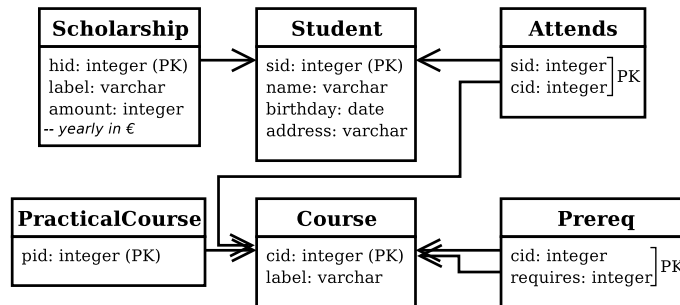 Scholarship
hid: integer (PK)
label: varchar
amount: integer
-- yearly in €
Student
sid: integer (PK)
name: varchar
birthday: date
address: varchar
Attends
sid: integer
cid: integer
PK
PracticalCourse
pid: integer (PK)
Course
cid: integer (PK)
label: varchar
Prereq
cid: integer
requires: integer
PK